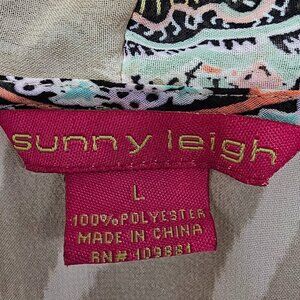 sunny leigh
L
100% POLYESTER
MADE IN CHINA
RN# 109881